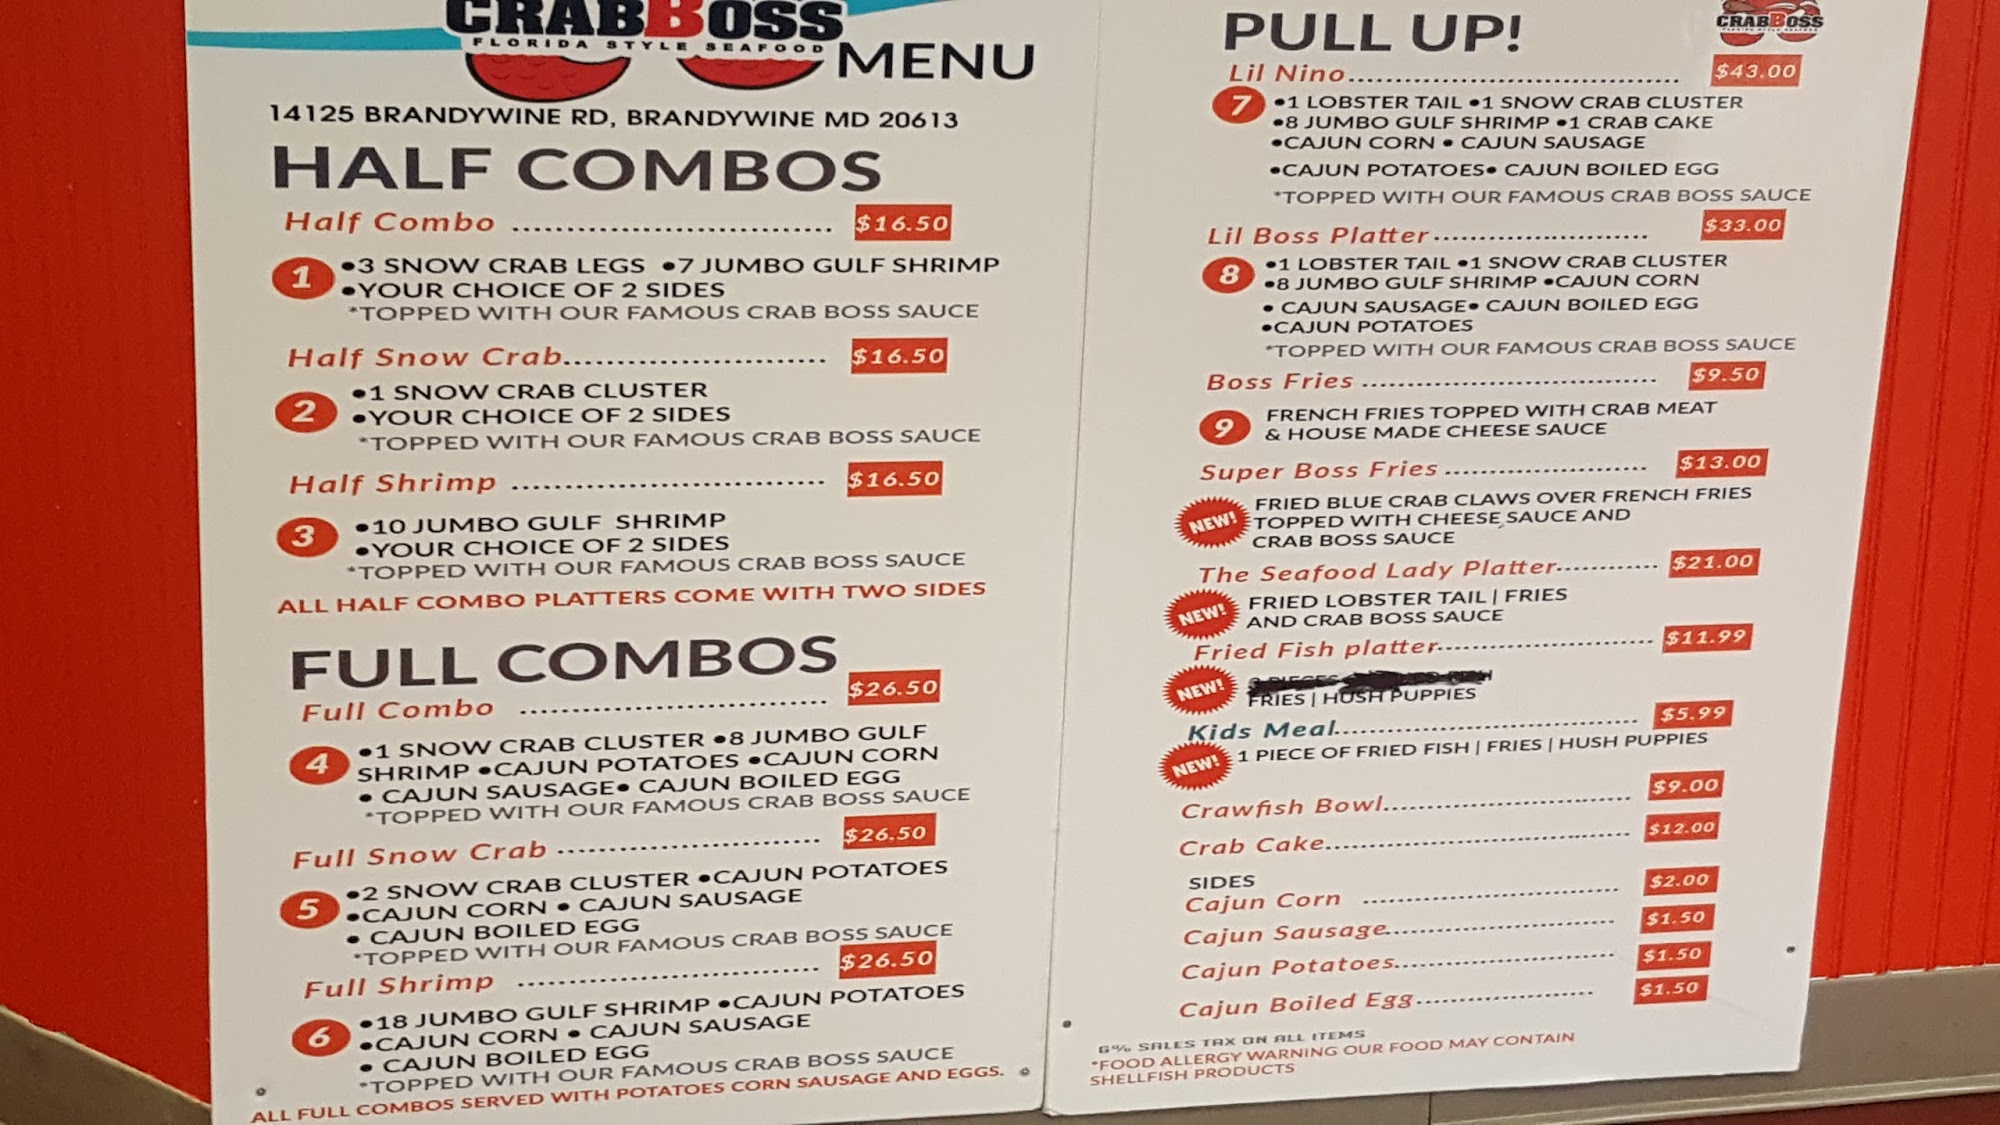 CRABBOSS
FLORIDA STYLE SEAFOOD
MENU
14125 BRANDYWINE RD, BRANDYWINE MD 20613
HALF COMBOS
Half Combo .............................. $16.50
1 •3 SNOW CRAB LEGS •7 JUMBO GULF SHRIMP
•YOUR CHOICE OF 2 SIDES
*TOPPED WITH OUR FAMOUS CRAB BOSS SAUCE
Half Snow Crab......................... $16.50
2 •1 SNOW CRAB CLUSTER
•YOUR CHOICE OF 2 SIDES
*TOPPED WITH OUR FAMOUS CRAB BOSS SAUCE
Half Shrimp .............................. $16.50
3 •10 JUMBO GULF SHRIMP
•YOUR CHOICE OF 2 SIDES
*TOPPED WITH OUR FAMOUS CRAB BOSS SAUCE
ALL HALF COMBO PLATTERS COME WITH TWO SIDES
FULL COMBOS
Full Combo .............................. $26.50
4 •1 SNOW CRAB CLUSTER •8 JUMBO GULF
SHRIMP •CAJUN POTATOES •CAJUN CORN
• CAJUN SAUSAGE• CAJUN BOILED EGG
*TOPPED WITH OUR FAMOUS CRAB BOSS SAUCE
Full Snow Crab ......................... $26.50
5 •2 SNOW CRAB CLUSTER •CAJUN POTATOES
•CAJUN CORN • CAJUN SAUSAGE
• CAJUN BOILED EGG
*TOPPED WITH OUR FAMOUS CRAB BOSS SAUCE
Full Shrimp .............................. $26.50
6 •18 JUMBO GULF SHRIMP •CAJUN POTATOES
•CAJUN CORN • CAJUN SAUSAGE
• CAJUN BOILED EGG
*TOPPED WITH OUR FAMOUS CRAB BOSS SAUCE
ALL FULL COMBOS SERVED WITH POTATOES CORN SAUSAGE AND EGGS.
PULL UP!
CRABBOSS
Lil Nino.................................. $43.00
7 •1 LOBSTER TAIL •1 SNOW CRAB CLUSTER
•8 JUMBO GULF SHRIMP •1 CRAB CAKE
•CAJUN CORN • CAJUN SAUSAGE
•CAJUN POTATOES• CAJUN BOILED EGG
*TOPPED WITH OUR FAMOUS CRAB BOSS SAUCE
Lil Boss Platter...................... $33.00
8 •1 LOBSTER TAIL •1 SNOW CRAB CLUSTER
•8 JUMBO GULF SHRIMP •CAJUN CORN
• CAJUN SAUSAGE• CAJUN BOILED EGG
•CAJUN POTATOES
*TOPPED WITH OUR FAMOUS CRAB BOSS SAUCE
Boss Fries .............................. $9.50
9 FRENCH FRIES TOPPED WITH CRAB MEAT
& HOUSE MADE CHEESE SAUCE
Super Boss Fries ..................... $13.00
NEW! FRIED BLUE CRAB CLAWS OVER FRENCH FRIES
TOPPED WITH CHEESE SAUCE AND
CRAB BOSS SAUCE
The Seafood Lady Platter............ $21.00
NEW! FRIED LOBSTER TAIL | FRIES
AND CRAB BOSS SAUCE
Fried Fish platter...................... $11.99
NEW!
FRIES | HUSH PUPPIES
Kids Meal............................... $5.99
NEW! 1 PIECE OF FRIED FISH | FRIES | HUSH PUPPIES
Crawfish Bowl......................... $9.00
Crab Cake............................... $12.00
SIDES
Cajun Corn .......................... $2.00
Cajun Sausage....................... $1.50
Cajun Potatoes...................... $1.50
Cajun Boiled Egg.................. $1.50
6% SALES TAX ON ALL ITEMS
*FOOD ALLERGY WARNING OUR FOOD MAY CONTAIN
SHELLFISH PRODUCTS